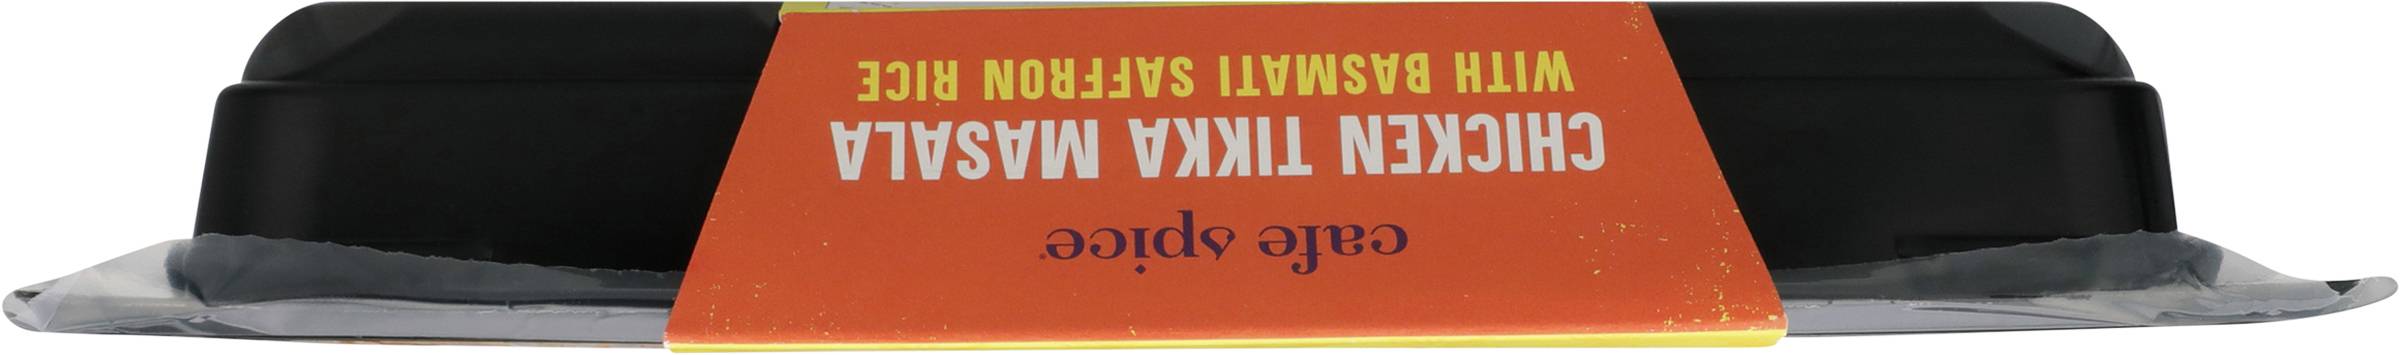 cafe spice®
CHICKEN TIKKA MASALA
WITH BASMATI SAFFRON RICE